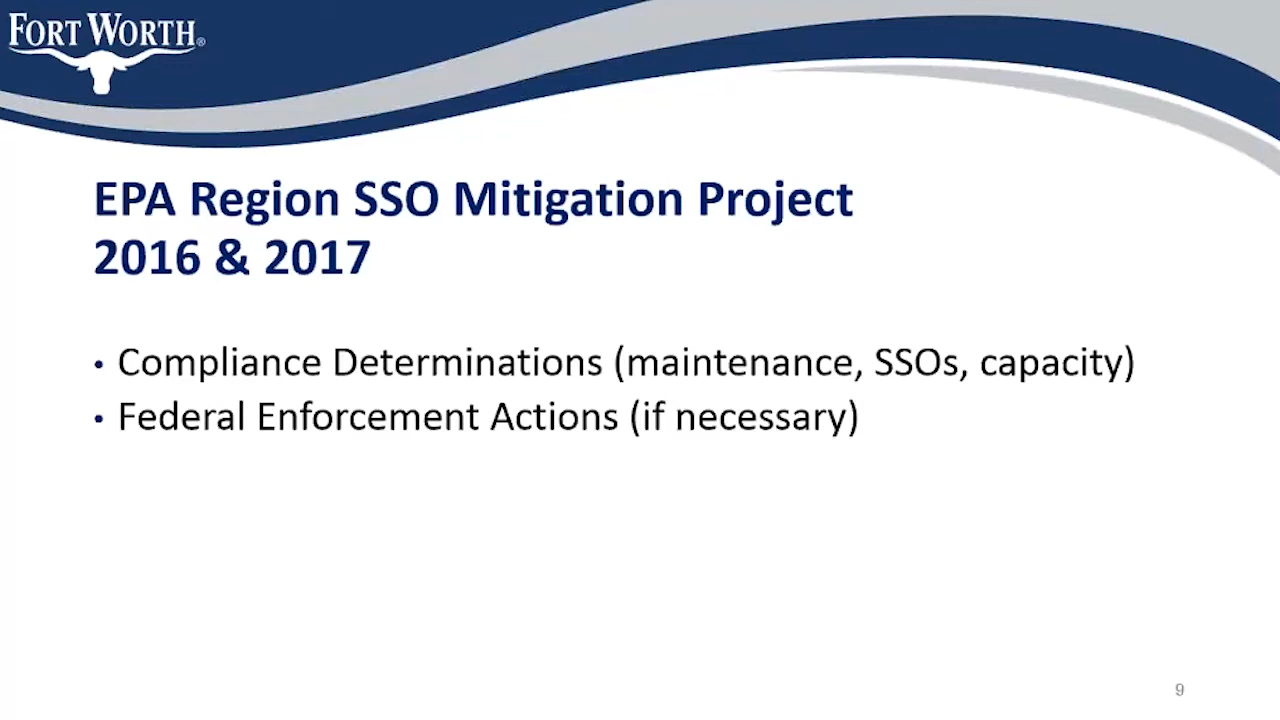 FORT WORTH®
EPA Region SSO Mitigation Project
2016 & 2017
• Compliance Determinations (maintenance, SSOs, capacity)
• Federal Enforcement Actions (if necessary)
9